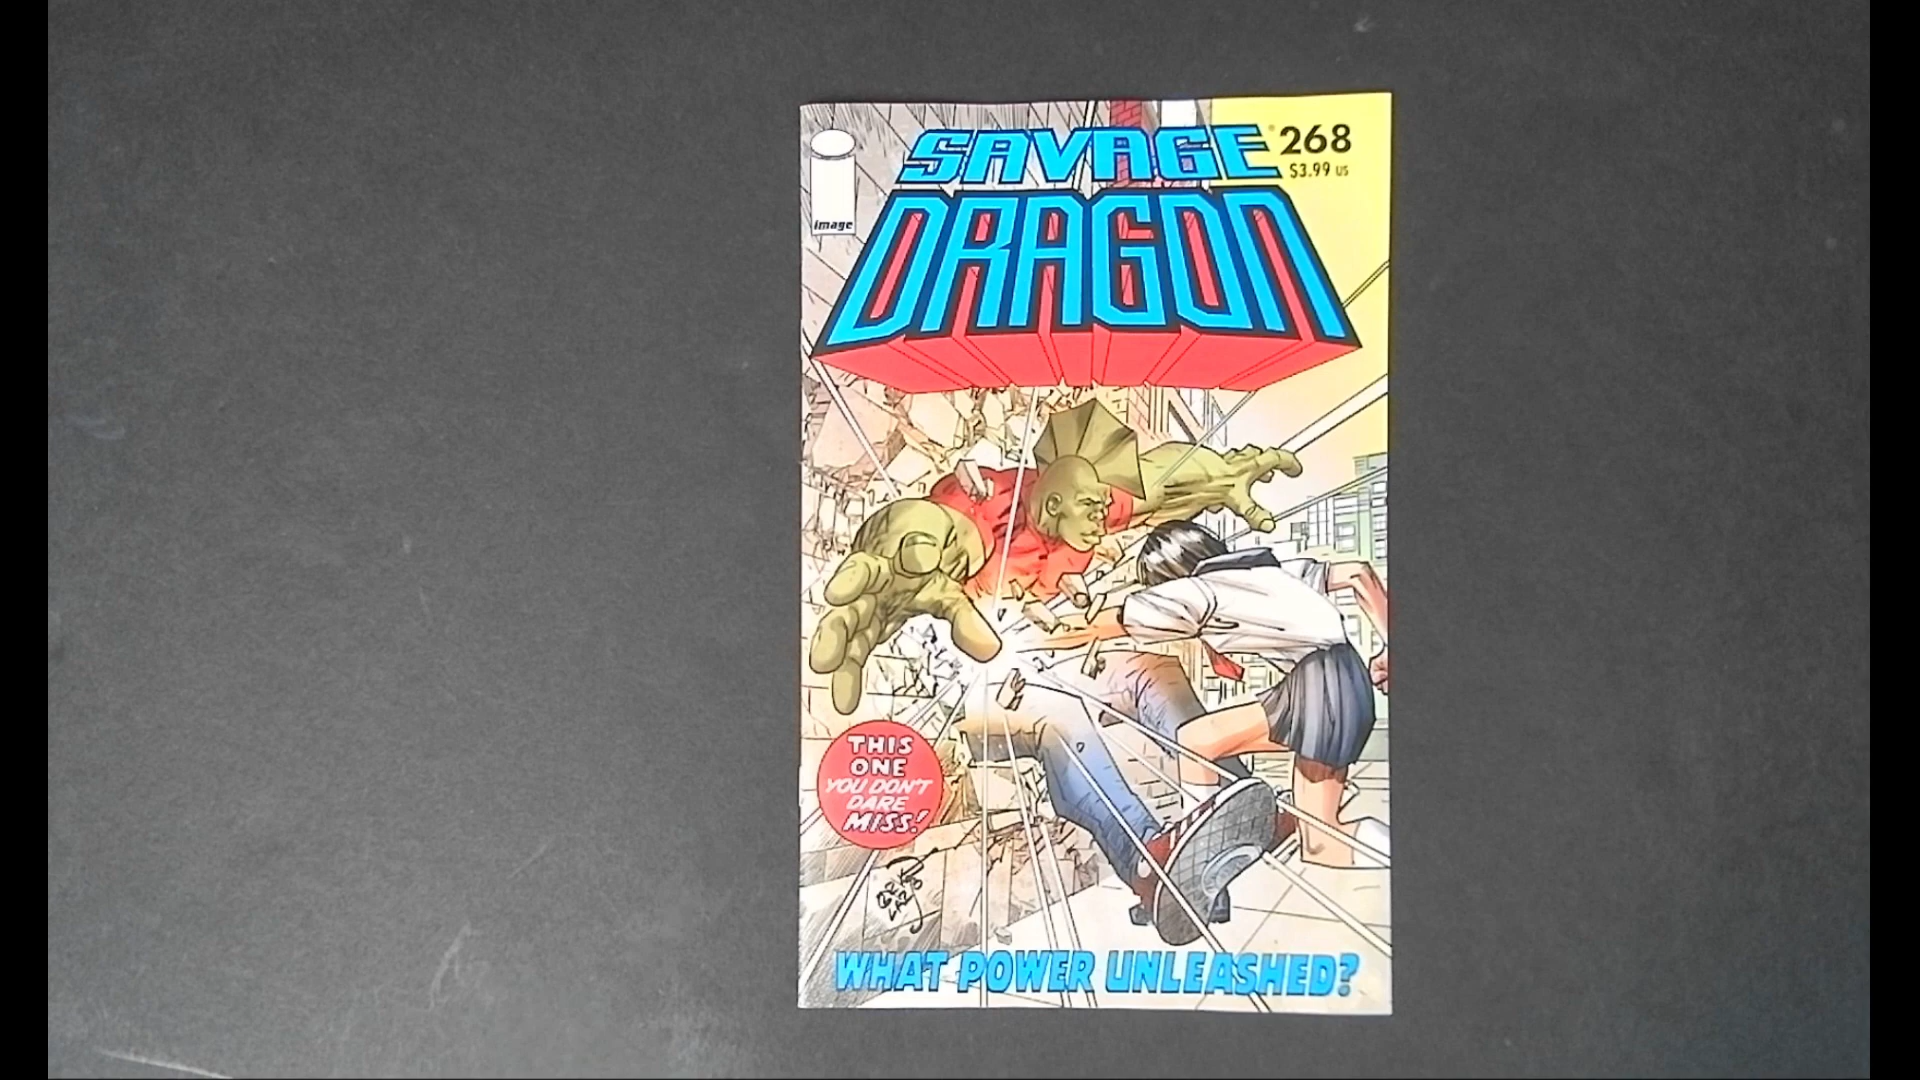 SAVAGE® 268
$3.99 US
DRAGON
image
THIS
ONE
YOU DON'T
DARE
MISS!
WHAT POWER UNLEASHED?